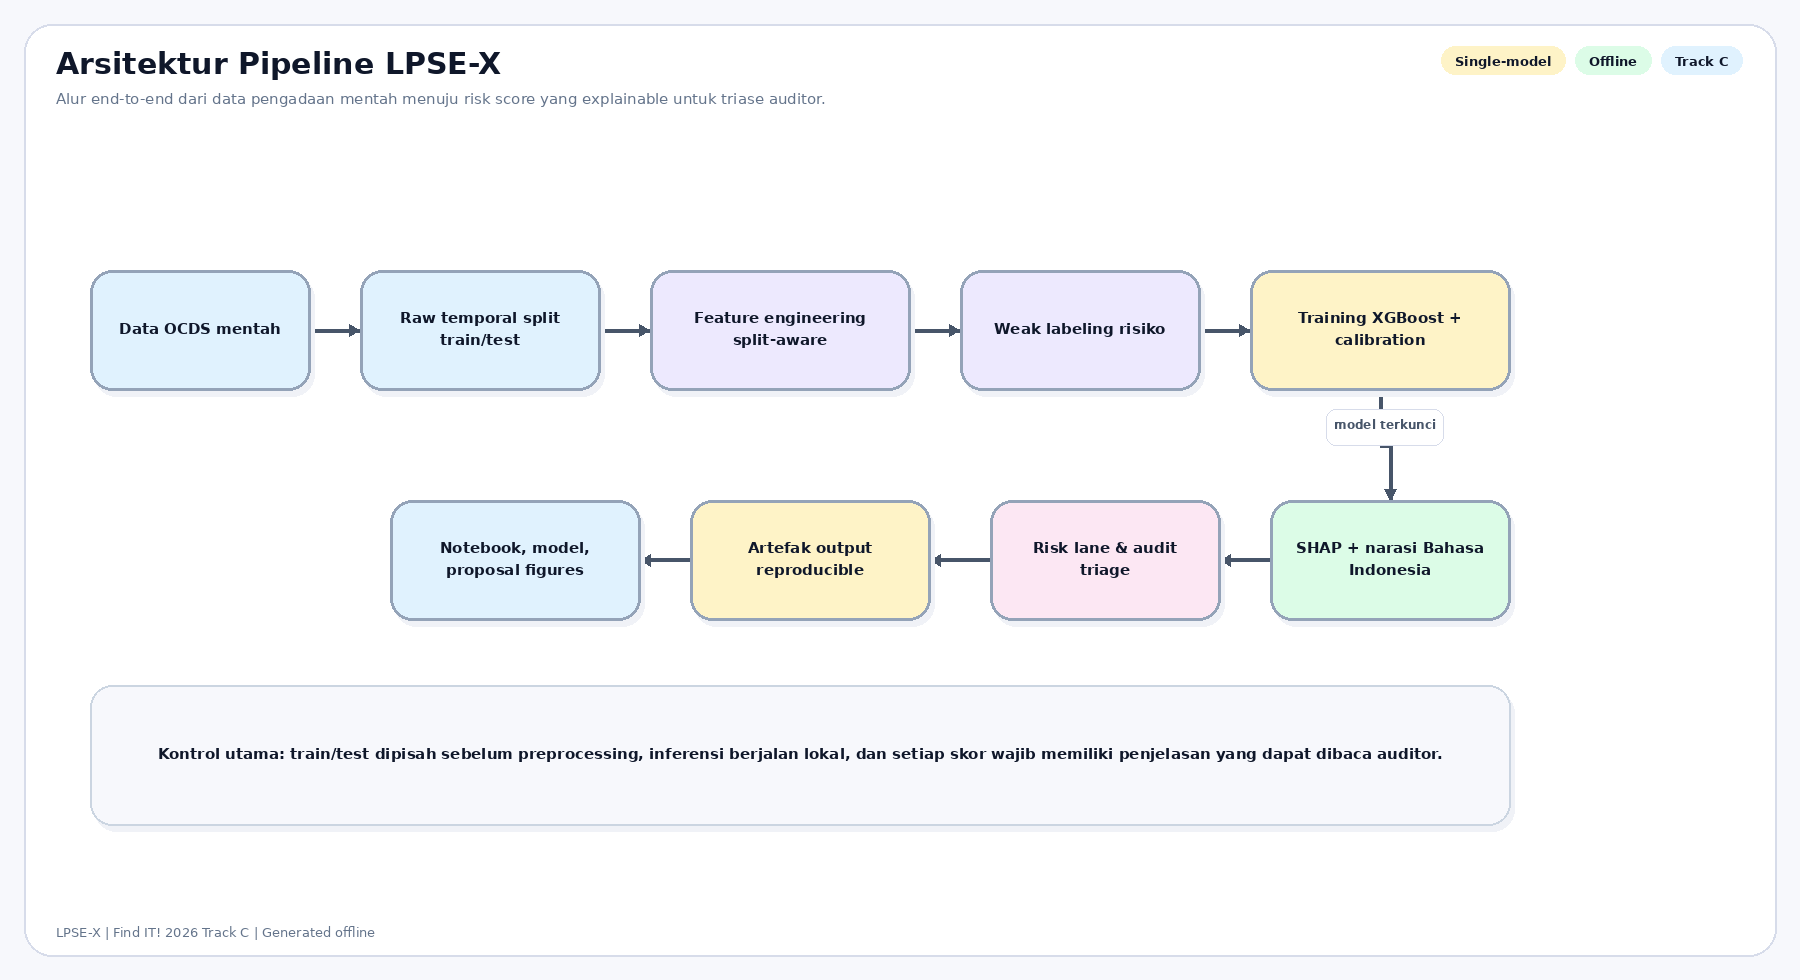 Arsitektur Pipeline LPSE-X
Single-model
Offline
Track C
Alur end-to-end dari data pengadaan mentah menuju risk score yang explainable untuk triase auditor.
Data OCDS mentah
Raw temporal split
train/test
Feature engineering
split-aware
Weak labeling risiko
Training XGBoost +
calibration
model terkunci
SHAP + narasi Bahasa
Indonesia
Risk lane & audit
triage
Artefak output
reproducible
Notebook, model,
proposal figures
Kontrol utama: train/test dipisah sebelum preprocessing, inferensi berjalan lokal, dan setiap skor wajib memiliki penjelasan yang dapat dibaca auditor.
LPSE-X | Find IT! 2026 Track C | Generated offline